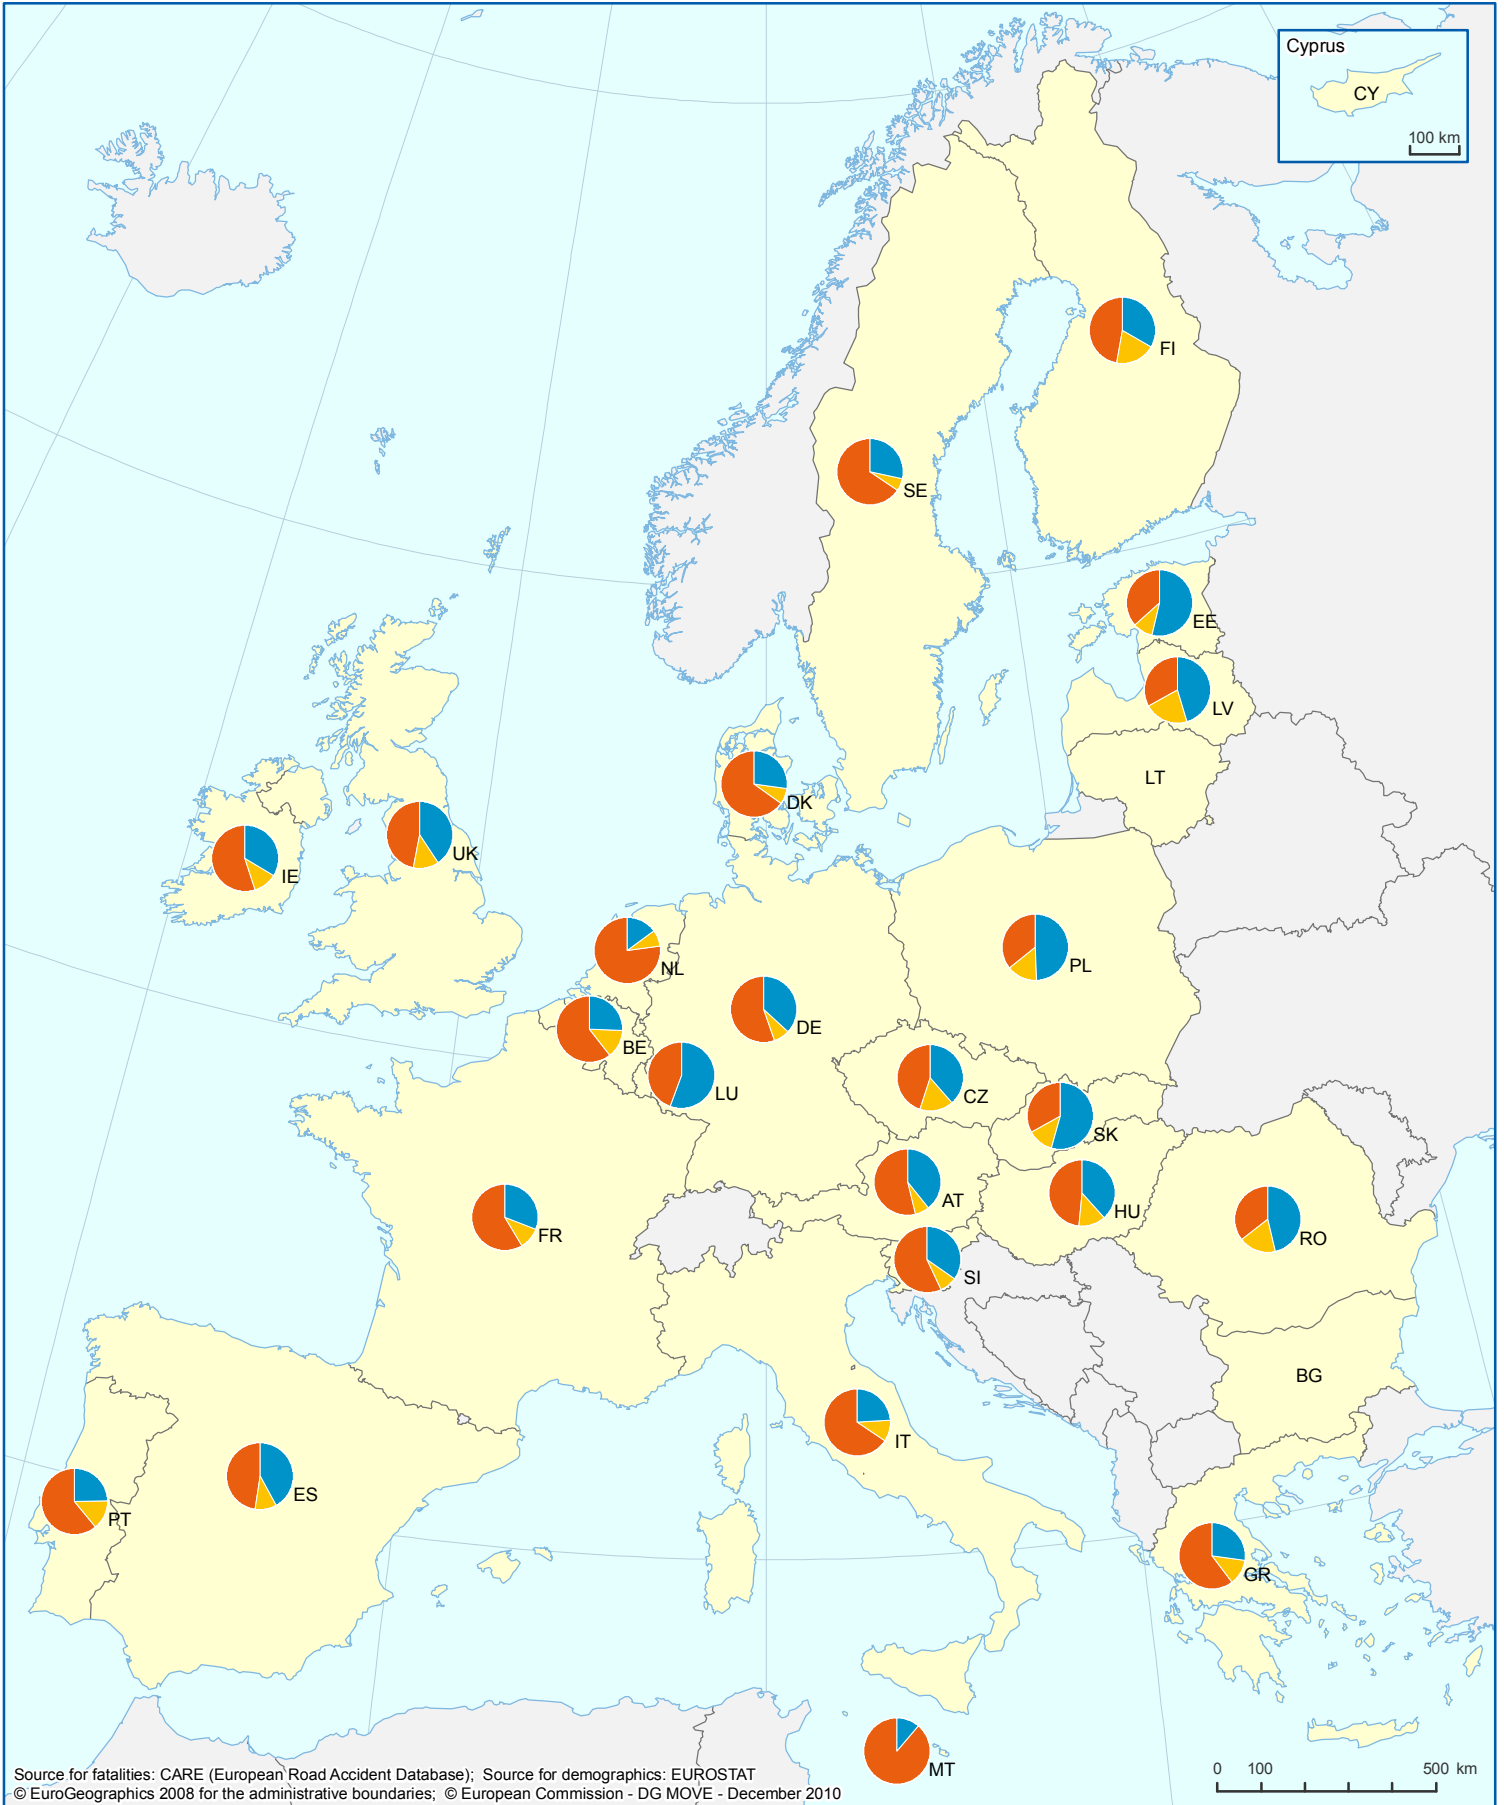 Cyprus
CY
100 km
FI
SE
EE
LV
LT
DK
UK
IE
NL
PL
DE
BE
LU
CZ
SK
AT
HU
FR
RO
SI
BG
IT
ES
PT
GR
MT
0 100 500 km
Source for fatalities: CARE (European Road Accident Database); Source for demographics: EUROSTAT
© EuroGeographics 2008 for the administrative boundaries; © European Commission - DG MOVE - December 2010